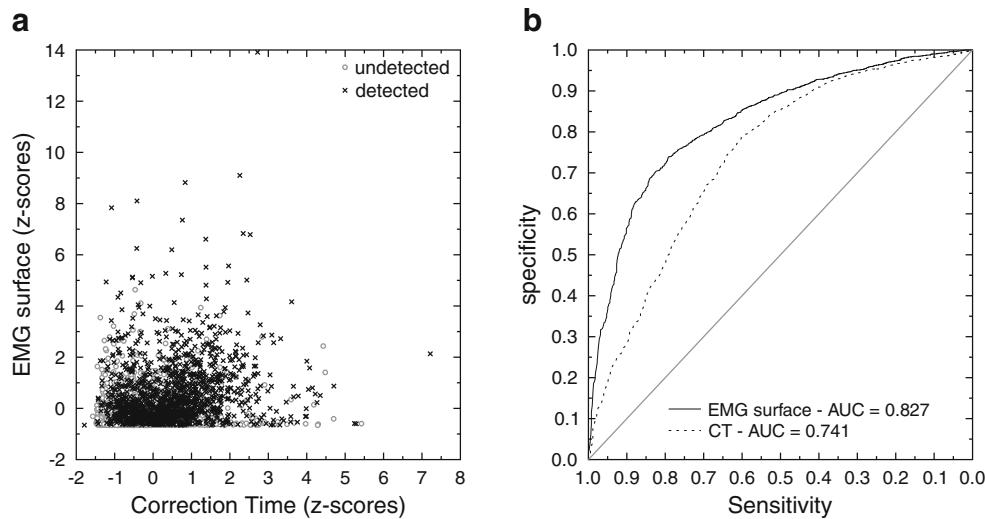 a
14
12
10
8
6
4
2
0
-2
EMG surface (z-scores)
undetected
detected
-2 -1 0 1 2 3 4 5 6 7 8
Correction Time (z-scores)
b
1.0
0.9
0.8
0.7
0.6
0.5
0.4
0.3
0.2
0.1
0.0
specificity
EMG surface - AUC = 0.827
CT - AUC = 0.741
1.0 0.9 0.8 0.7 0.6 0.5 0.4 0.3 0.2 0.1 0.0
Sensitivity